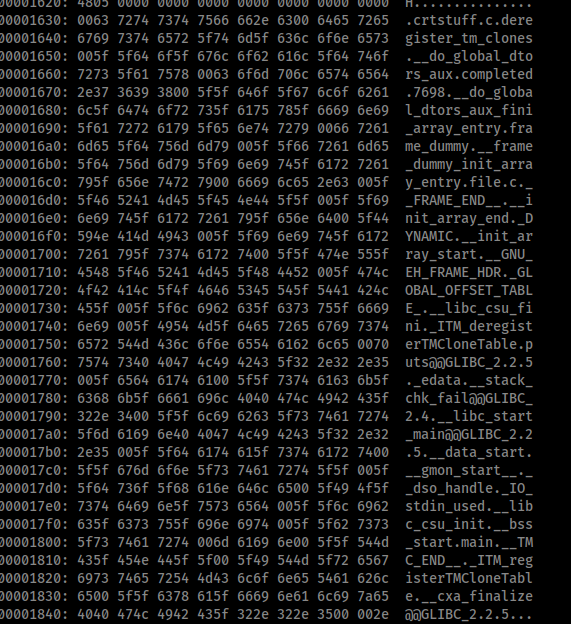 00001620: 4805 0000 0000 0000 0000 0000 0000 0000  H...............
00001630: 0063 7274 7374 7566 662e 6300 6465 7265  .crtstuff.c.dere
00001640: 6769 7374 6572 5f74 6d5f 636c 6f6e 6573  gister_tm_clones
00001650: 005f 5f64 6f5f 676c 6f62 616c 5f64 746f  .__do_global_dto
00001660: 7273 5f61 7578 0063 6f6d 706c 6574 6564  rs_aux.completed
00001670: 2e37 3639 3800 5f5f 646f 5f67 6c6f 6261  .7698.__do_globa
00001680: 6c5f 6474 6f72 735f 6175 785f 6669 6e69  l_dtors_aux_fini
00001690: 5f61 7272 6179 5f65 6e74 7279 0066 7261  _array_entry.fra
000016a0: 6d65 5f64 756d 6d79 005f 5f66 7261 6d65  me_dummy.__frame
000016b0: 5f64 756d 6d79 5f69 6e69 745f 6172 7261  _dummy_init_arra
000016c0: 795f 656e 7472 7900 6669 6c65 2e63 005f  y_entry.file.c._
000016d0: 5f46 5241 4d45 5f45 4e44 5f5f 005f 5f69  _FRAME_END__.__i
000016e0: 6e69 745f 6172 7261 795f 656e 6400 5f44  nit_array_end._D
000016f0: 594e 414d 4943 005f 5f69 6e69 745f 6172  YNAMIC.__init_ar
00001700: 7261 795f 7374 6172 7400 5f5f 474e 555f  ray_start.__GNU_
00001710: 4548 5f46 5241 4d45 5f48 4452 005f 474c  EH_FRAME_HDR._GL
00001720: 4f42 414c 5f4f 4646 5345 545f 5441 424c  OBAL_OFFSET_TABL
00001730: 455f 005f 5f6c 6962 635f 6373 755f 6669  E_.__libc_csu_fi
00001740: 6e69 005f 4954 4d5f 6465 7265 6769 7374  ni._ITM_deregist
00001750: 6572 544d 436c 6f6e 6554 6162 6c65 0070  erTMCloneTable.p
00001760: 7574 7340 4047 4c49 4243 5f32 2e32 2e35  uts@@GLIBC_2.2.5
00001770: 005f 6564 6174 6100 5f5f 7374 6163 6b5f  ._edata.__stack_
00001780: 6368 6b5f 6661 696c 4040 474c 4942 435f  chk_fail@@GLIBC_
00001790: 322e 3400 5f5f 6c69 6263 5f73 7461 7274  2.4.__libc_start
000017a0: 5f6d 6169 6e40 4047 4c49 4243 5f32 2e32  _main@@GLIBC_2.2
000017b0: 2e35 005f 5f64 6174 615f 7374 6172 7400  .5.__data_start.
000017c0: 5f5f 676d 6f6e 5f73 7461 7274 5f5f 005f  __gmon_start__._
000017d0: 5f64 736f 5f68 616e 646c 6500 5f49 4f5f  _dso_handle._IO_
000017e0: 7374 6469 6e5f 7573 6564 005f 5f6c 6962  stdin_used.__lib
000017f0: 635f 6373 755f 696e 6974 005f 5f62 7373  c_csu_init.__bss
00001800: 5f73 7461 7274 006d 6169 6e00 5f5f 544d  _start.main.__TM
00001810: 435f 454e 445f 5f00 5f49 544d 5f72 6567  C_END__._ITM_reg
00001820: 6973 7465 7254 4d43 6c6f 6e65 5461 626c  isterTMCloneTabl
00001830: 6500 5f5f 6378 615f 6669 6e61 6c69 7a65  e.__cxa_finalize
00001840: 4040 474c 4942 435f 322e 322e 3500 002e  @@GLIBC_2.2.5...